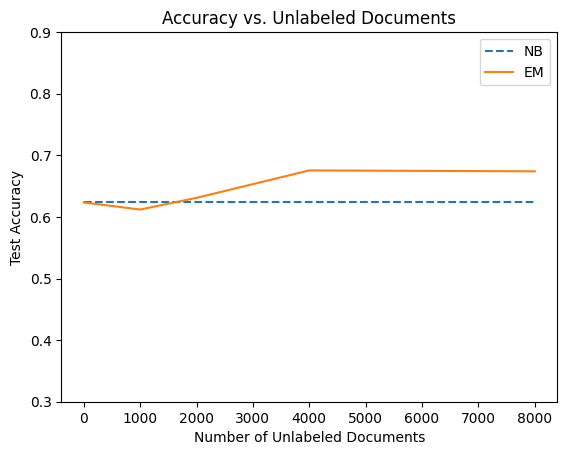 Accuracy vs. Unlabeled Documents
NB
EM
Test Accuracy
0.9
0.8
0.7
0.6
0.5
0.4
0.3
0 1000 2000 3000 4000 5000 6000 7000 8000
Number of Unlabeled Documents